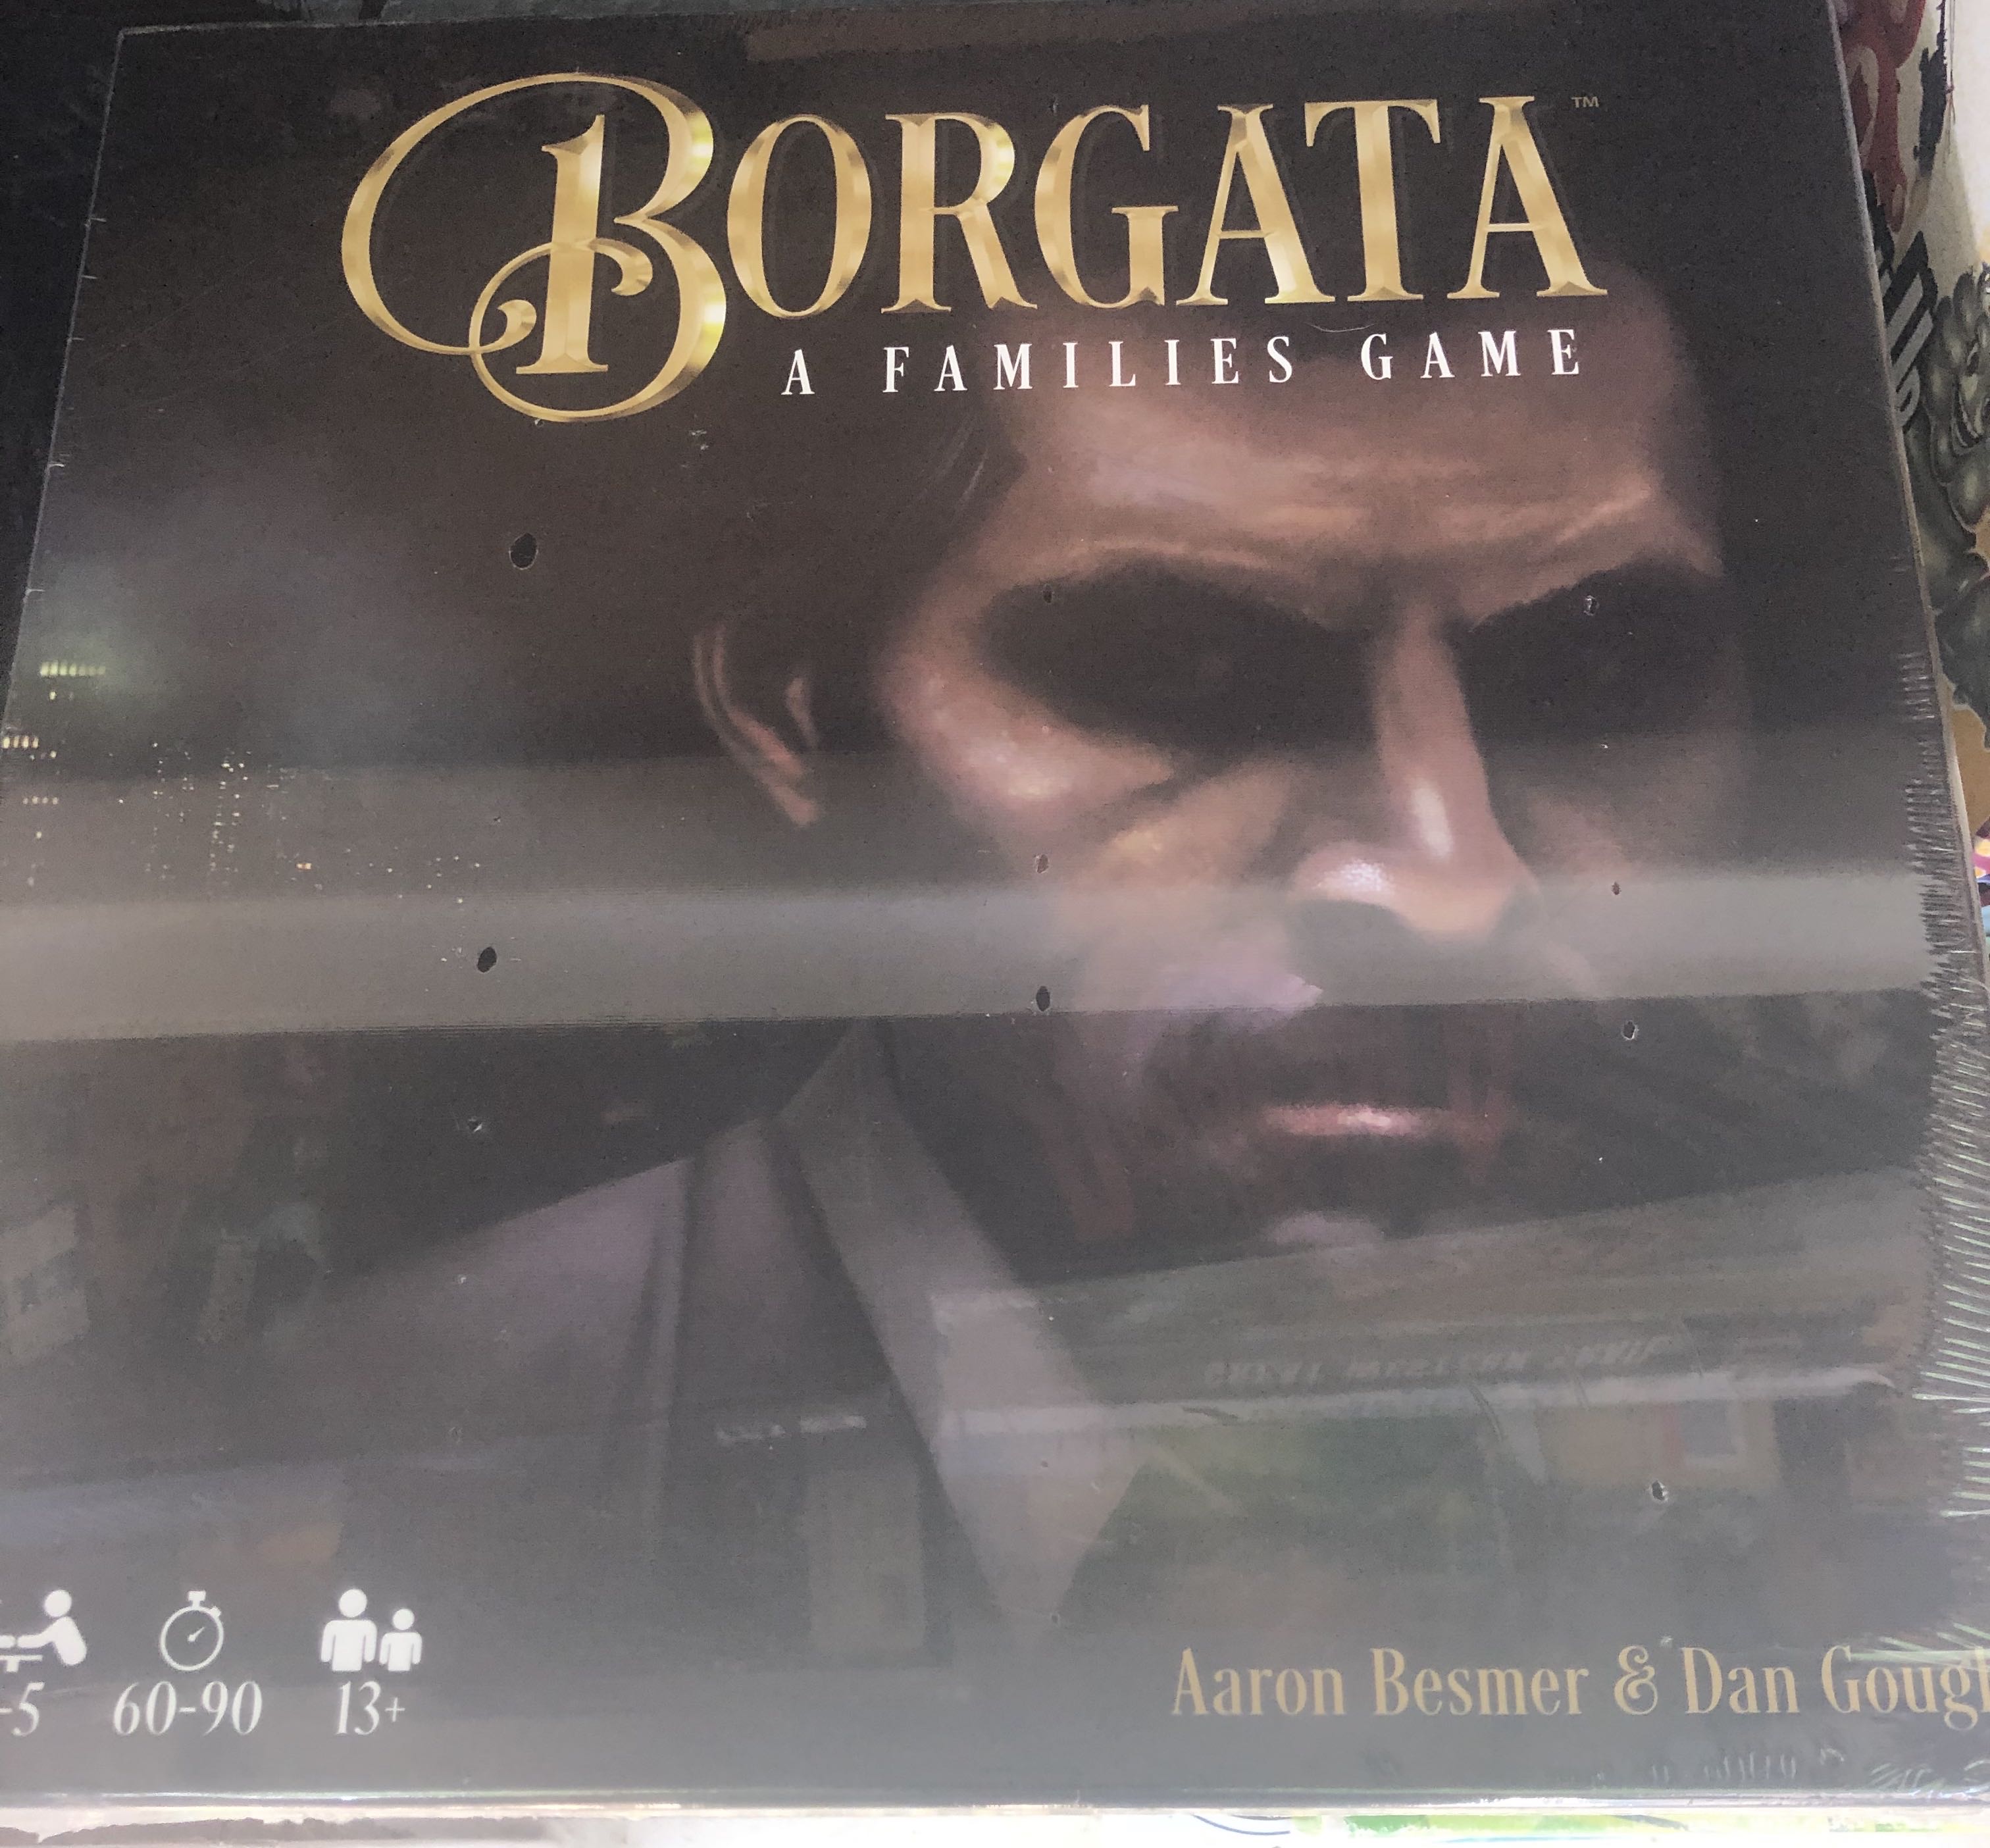 BORGATA™
A FAMILIES GAME
-5 60-90 13+
Aaron Besmer & Dan Gough